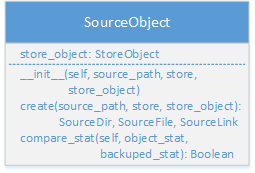 SourceObject
store_object: StoreObject
__init__(self, source_path, store,
store_object)
create(source_path, store, store_object):
SourceDir, SourceFile, SourceLink
compare_stat(self, object_stat,
backuped_stat): Boolean